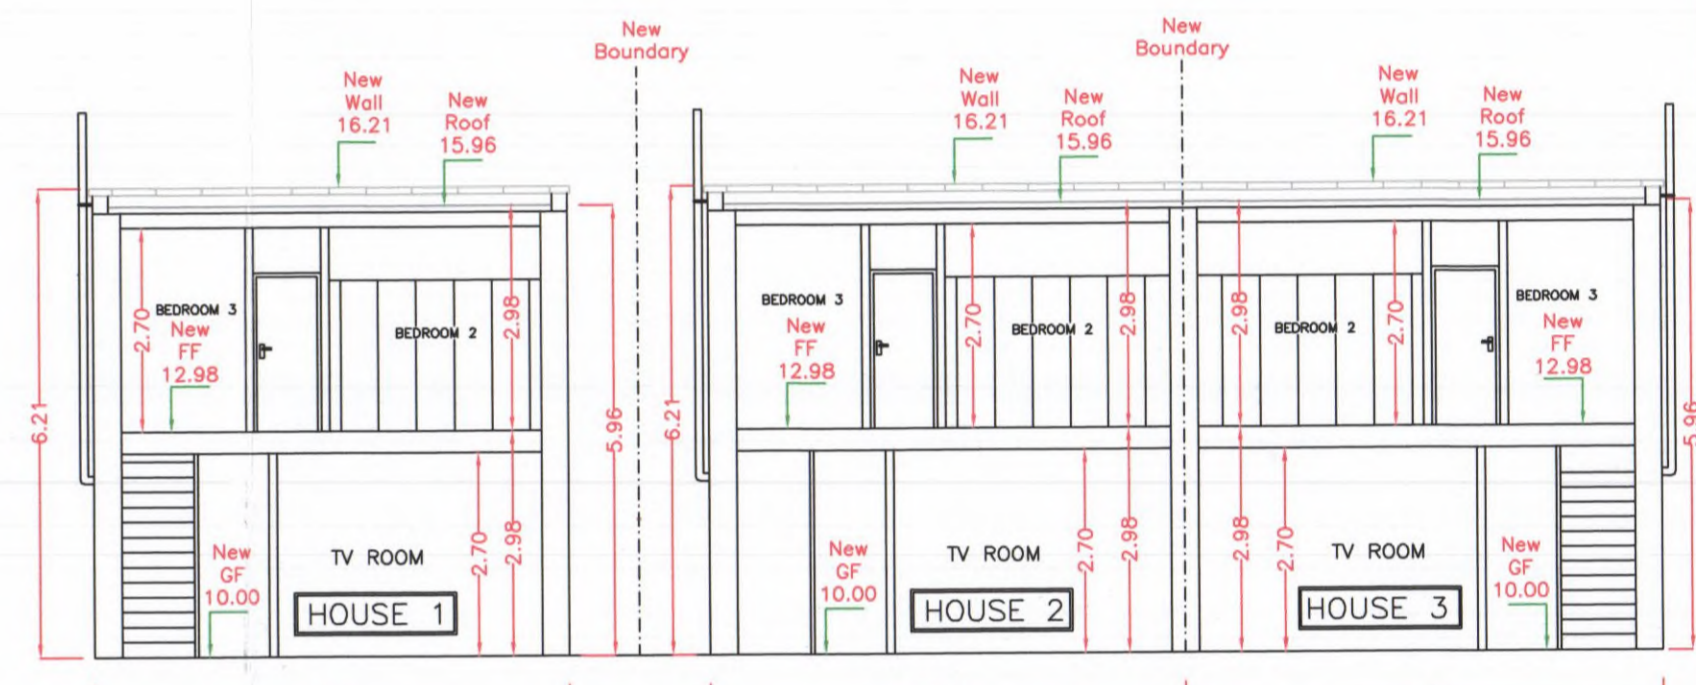 New
Boundary
New
Boundary
New
Wall
16.21
New
Roof
15.96
New
Wall
16.21
New
Roof
15.96
New
Wall
16.21
New
Roof
15.96
6.21
2.70
BEDROOM 3
New
FF
12.98
BEDROOM 2
2.98
5.96
6.21
BEDROOM 3
New
FF
12.98
2.70
BEDROOM 2
2.98
2.98
BEDROOM 2
2.70
BEDROOM 3
New
FF
12.98
5.96
New
GF
10.00
TV ROOM
HOUSE 1
2.70
2.98
New
GF
10.00
TV ROOM
HOUSE 2
2.70
2.98
2.98
2.70
TV ROOM
HOUSE 3
New
GF
10.00